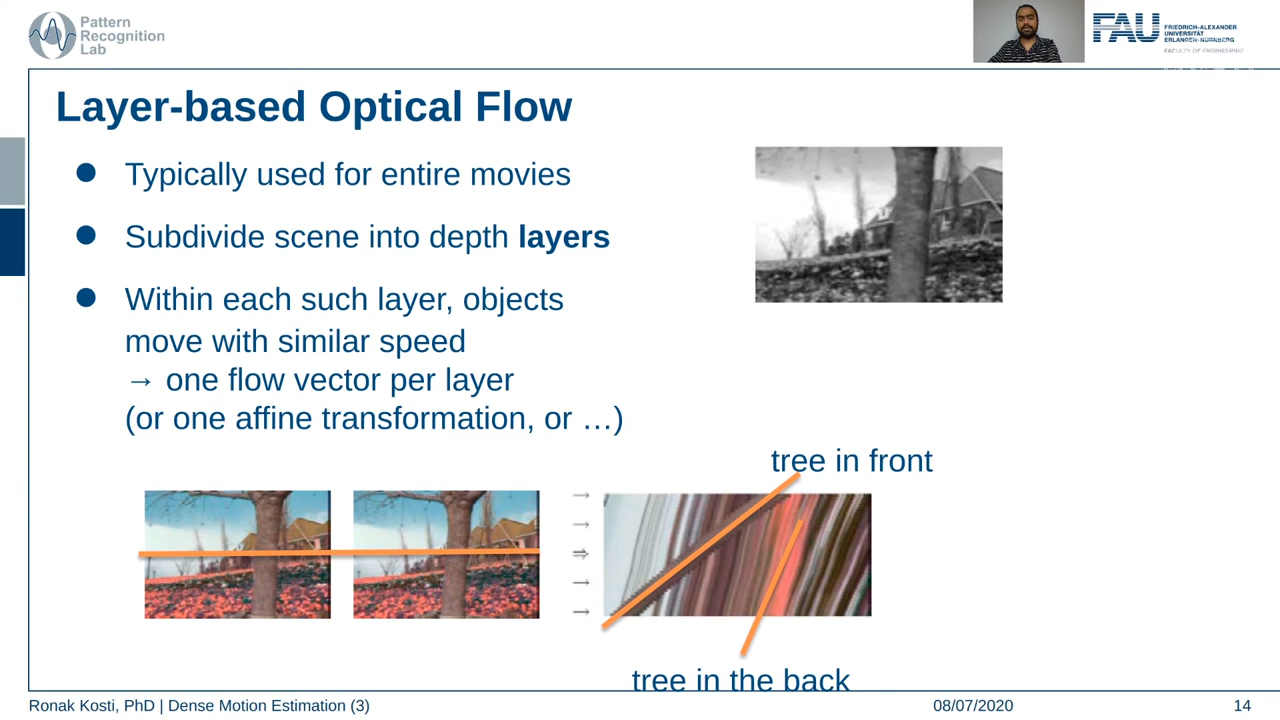 Pattern
Recognition
Lab
FAU
FRIEDRICH-ALEXANDER
UNIVERSITÄT
ERLANGEN-NÜRNBERG
FACULTY OF ENGINEERING
Layer-based Optical Flow
● Typically used for entire movies
● Subdivide scene into depth layers
● Within each such layer, objects
move with similar speed
→ one flow vector per layer
(or one affine transformation, or …)
tree in front
tree in the back
Ronak Kosti, PhD | Dense Motion Estimation (3)
08/07/2020
14